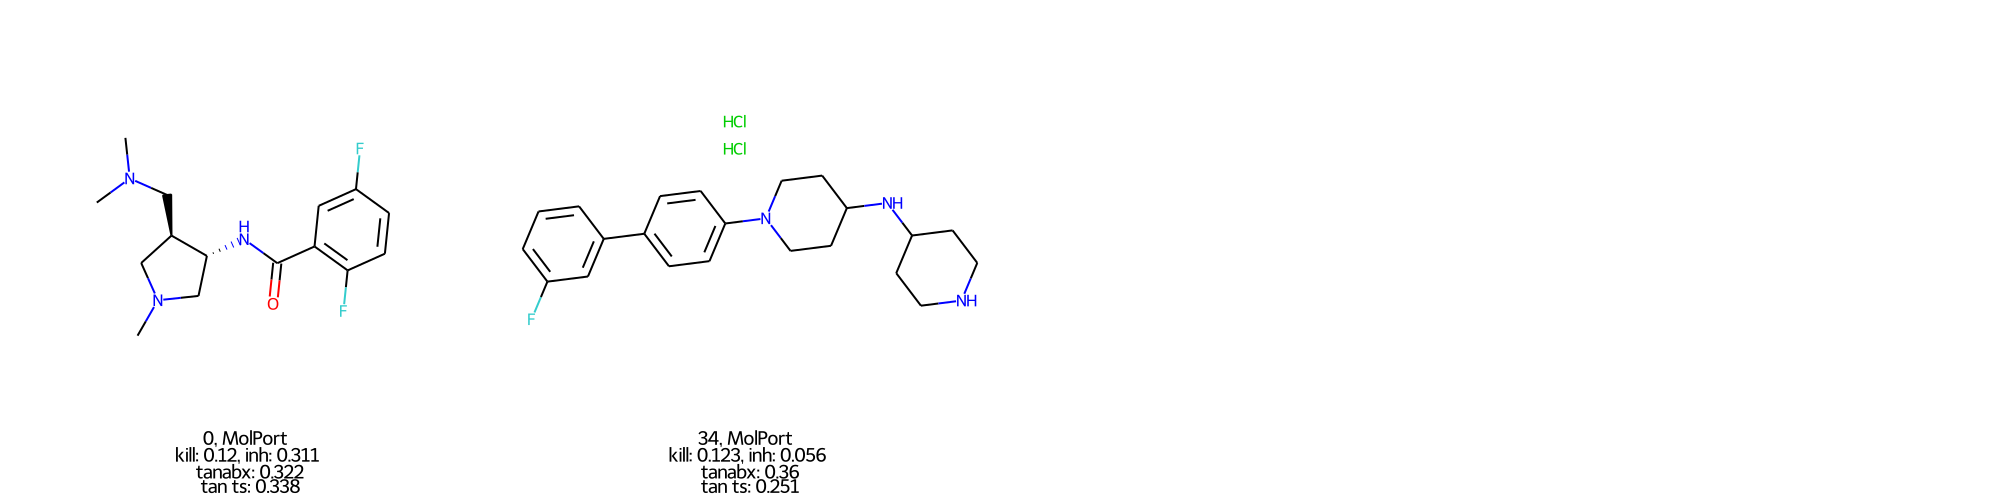 HCl
HCl
F
N
H
N
N
O
F
NH
N
NH
F
0, MolPort
kill: 0.12, inh: 0.311
tanabx: 0.322
tan ts: 0.338
34, MolPort
kill: 0.123, inh: 0.056
tanabx: 0.36
tan ts: 0.251